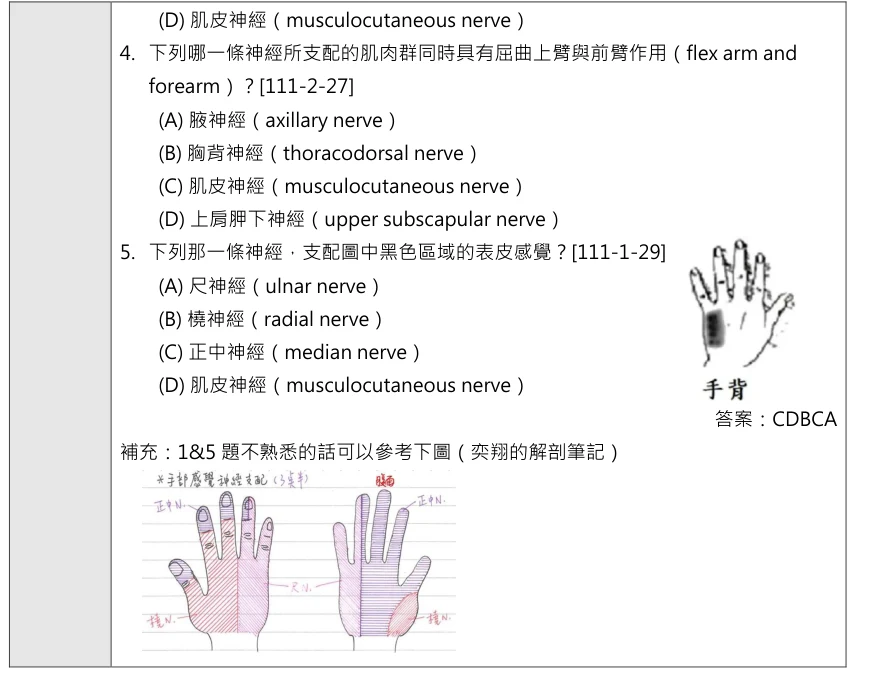 (D) 肌皮神經（musculocutaneous nerve）
4. 下列哪一條神經所支配的肌肉群同時具有屈曲上臂與前臂作用（flex arm and
forearm）？[111-2-27]
(A) 腋神經（axillary nerve）
(B) 胸背神經（thoracodorsal nerve）
(C) 肌皮神經（musculocutaneous nerve）
(D) 上肩胛下神經（upper subscapular nerve）
5. 下列那一條神經，支配圖中黑色區域的表皮感覺？[111-1-29]
(A) 尺神經（ulnar nerve）
(B) 橈神經（radial nerve）
(C) 正中神經（median nerve）
(D) 肌皮神經（musculocutaneous nerve）
手背
答案：CDBCA
補充：1&5 題不熟悉的話可以參考下圖（奕翔的解剖筆記）
*手部感覺神經支配
腹面
正中N.
正中N.
尺N.
橈N.
橈N.